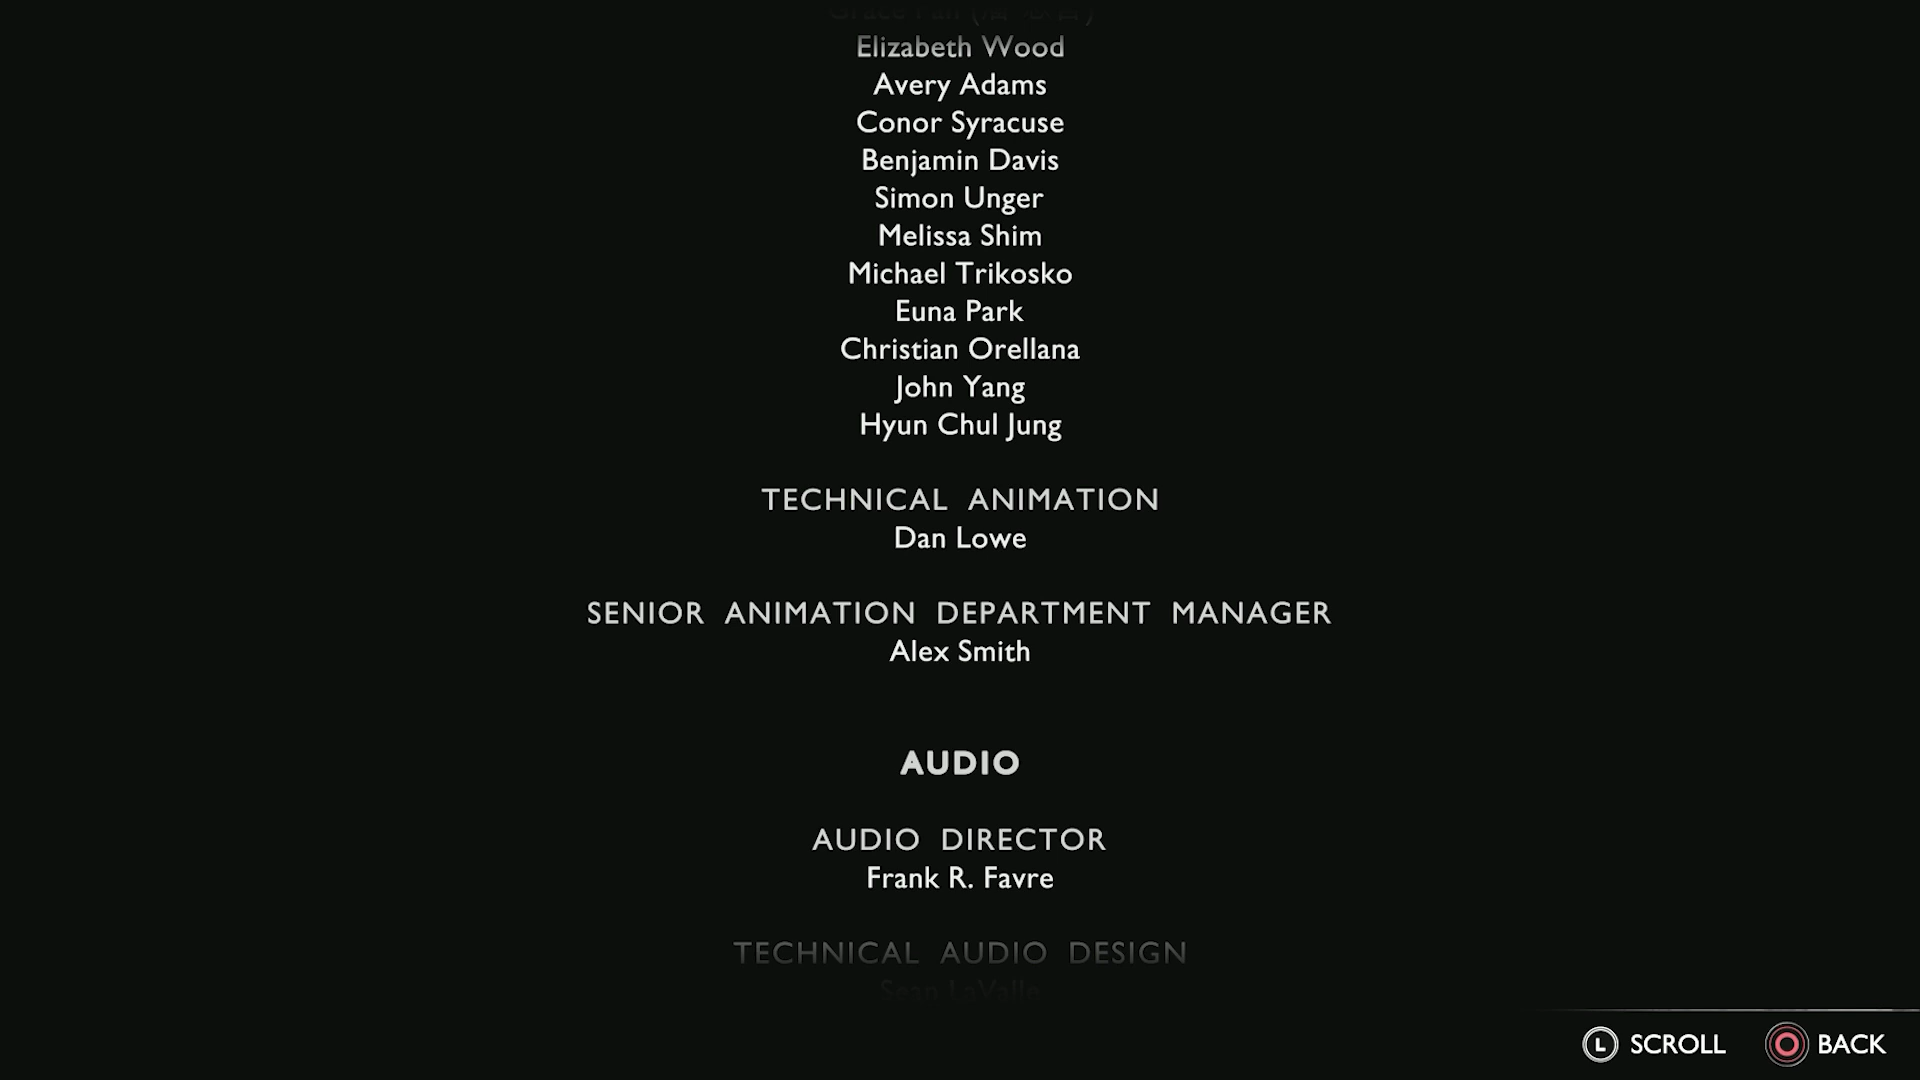 Elizabeth Wood
Avery Adams
Conor Syracuse
Benjamin Davis
Simon Unger
Melissa Shim
Michael Trikosko
Euna Park
Christian Orellana
John Yang
Hyun Chul Jung
TECHNICAL ANIMATION
Dan Lowe
SENIOR ANIMATION DEPARTMENT MANAGER
Alex Smith
AUDIO
AUDIO DIRECTOR
Frank R. Favre
TECHNICAL AUDIO DESIGN
Sean LaValle
L SCROLL
BACK